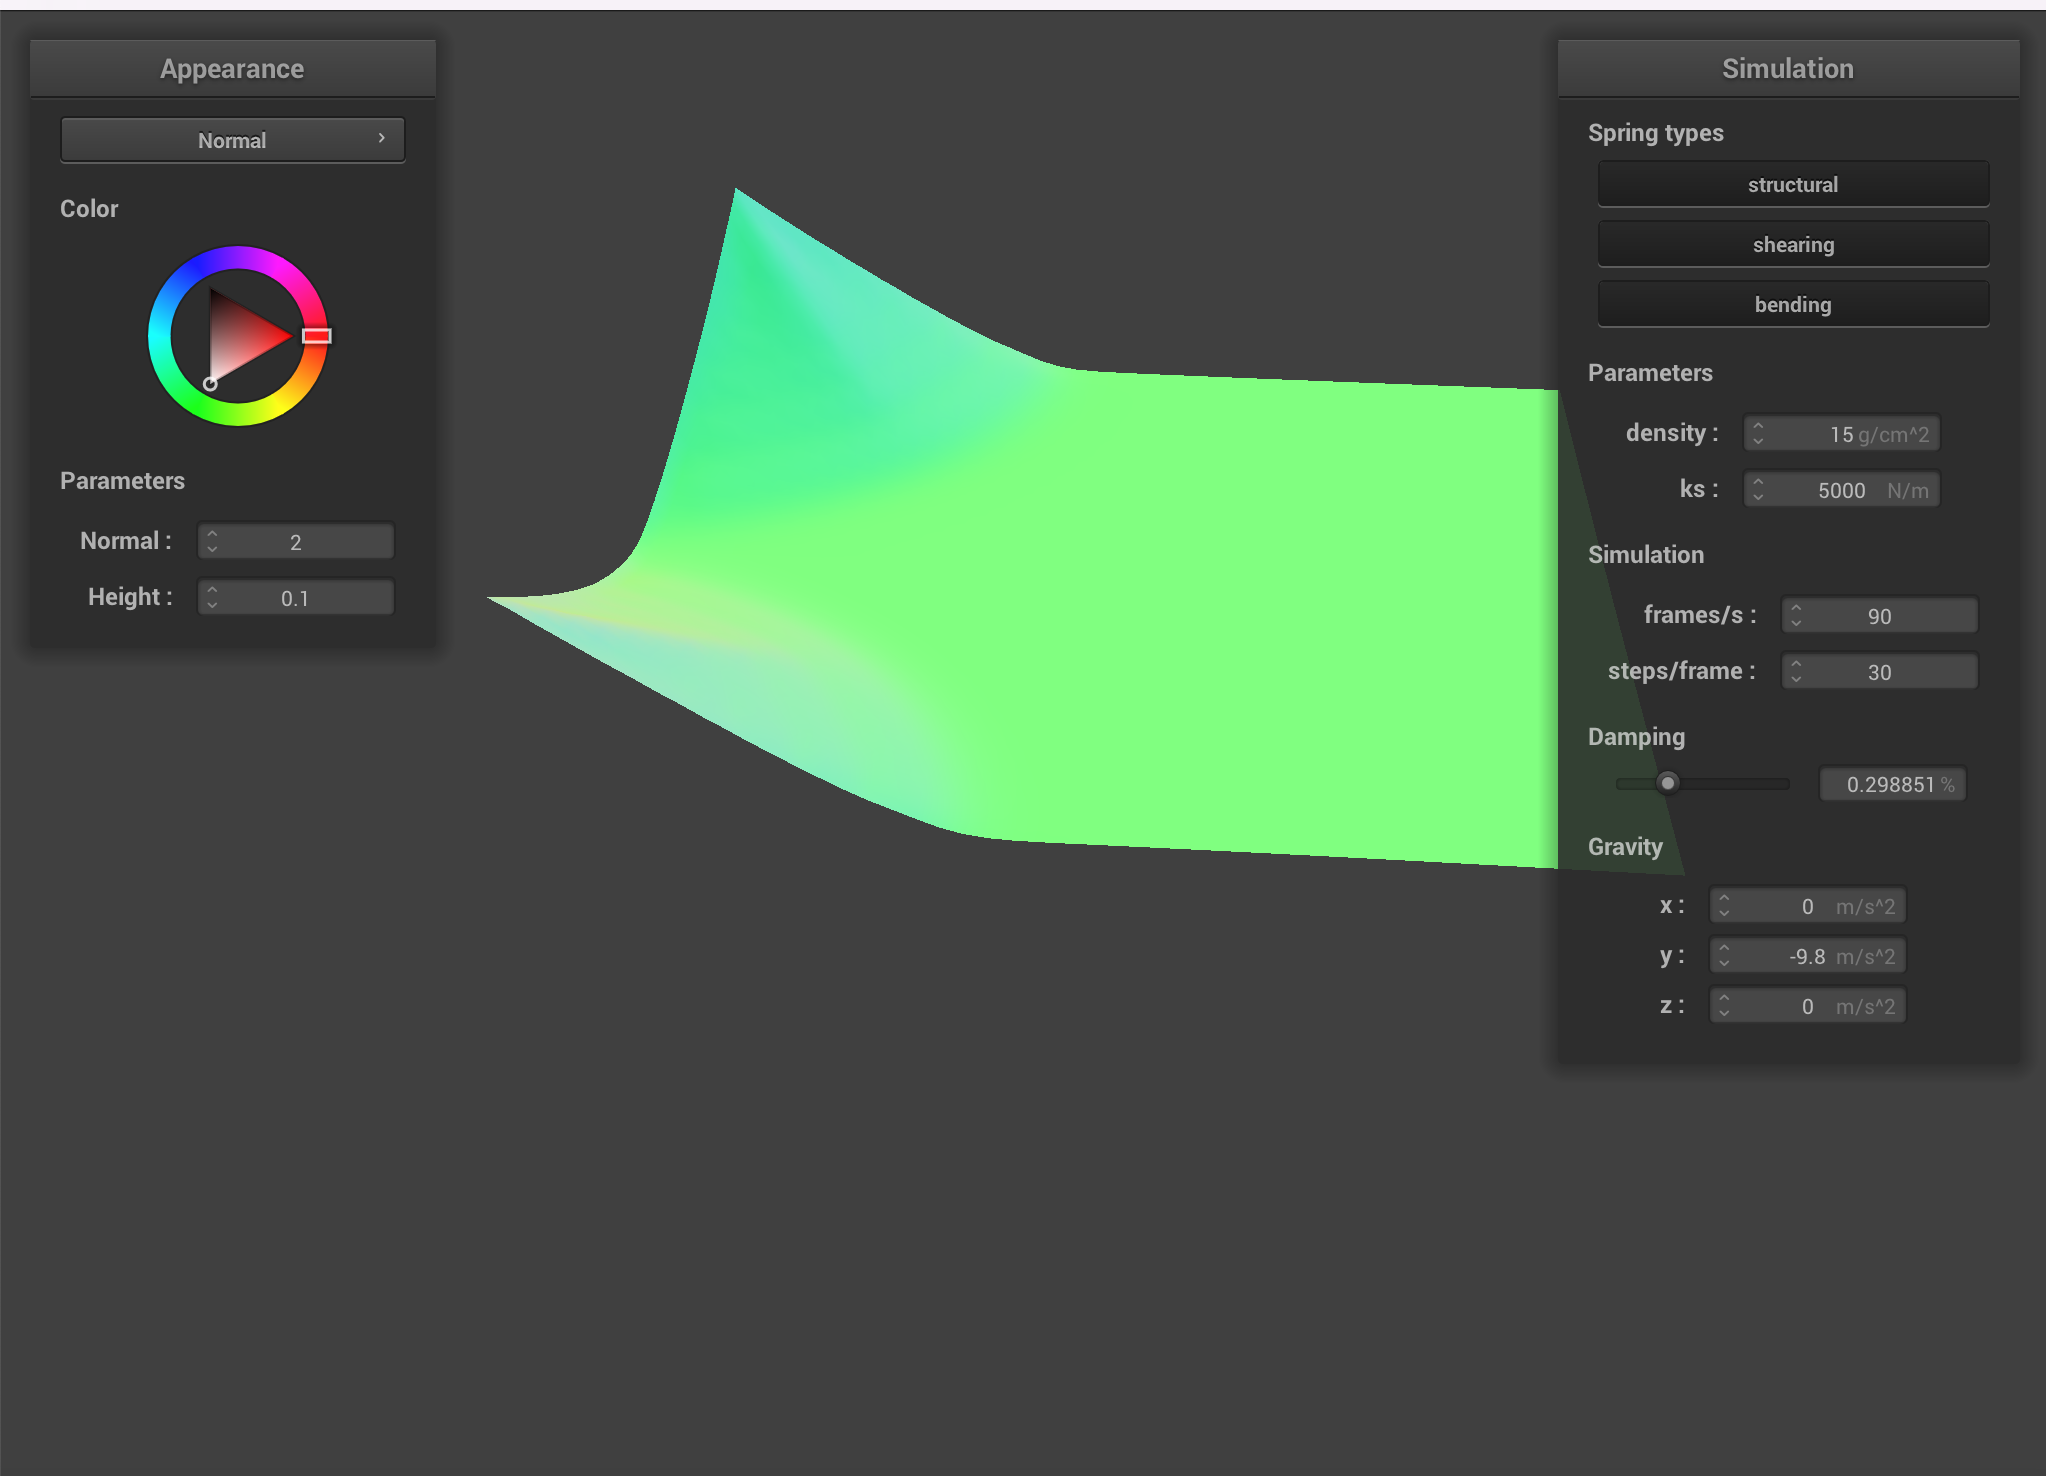 Appearance
Normal
Color
Parameters
Normal : 2
Height : 0.1
Simulation
Spring types
structural
shearing
bending
Parameters
density : 15 g/cm^2
ks : 5000 N/m
Simulation
frames/s : 90
steps/frame : 30
Damping
0.298851 %
Gravity
x : 0 m/s^2
y : -9.8 m/s^2
z : 0 m/s^2